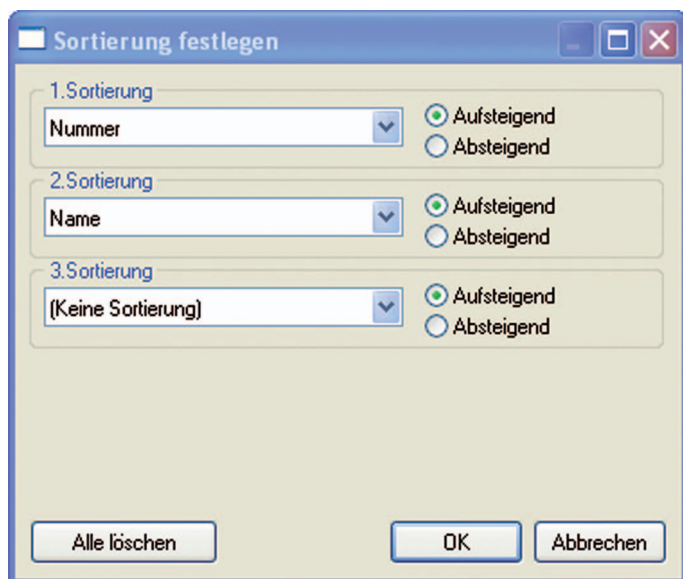 Sortierung festlegen
1.Sortierung
Nummer
Aufsteigend
Absteigend
2.Sortierung
Name
Aufsteigend
Absteigend
3.Sortierung
(Keine Sortierung)
Aufsteigend
Absteigend
Alle löschen OK Abbrechen